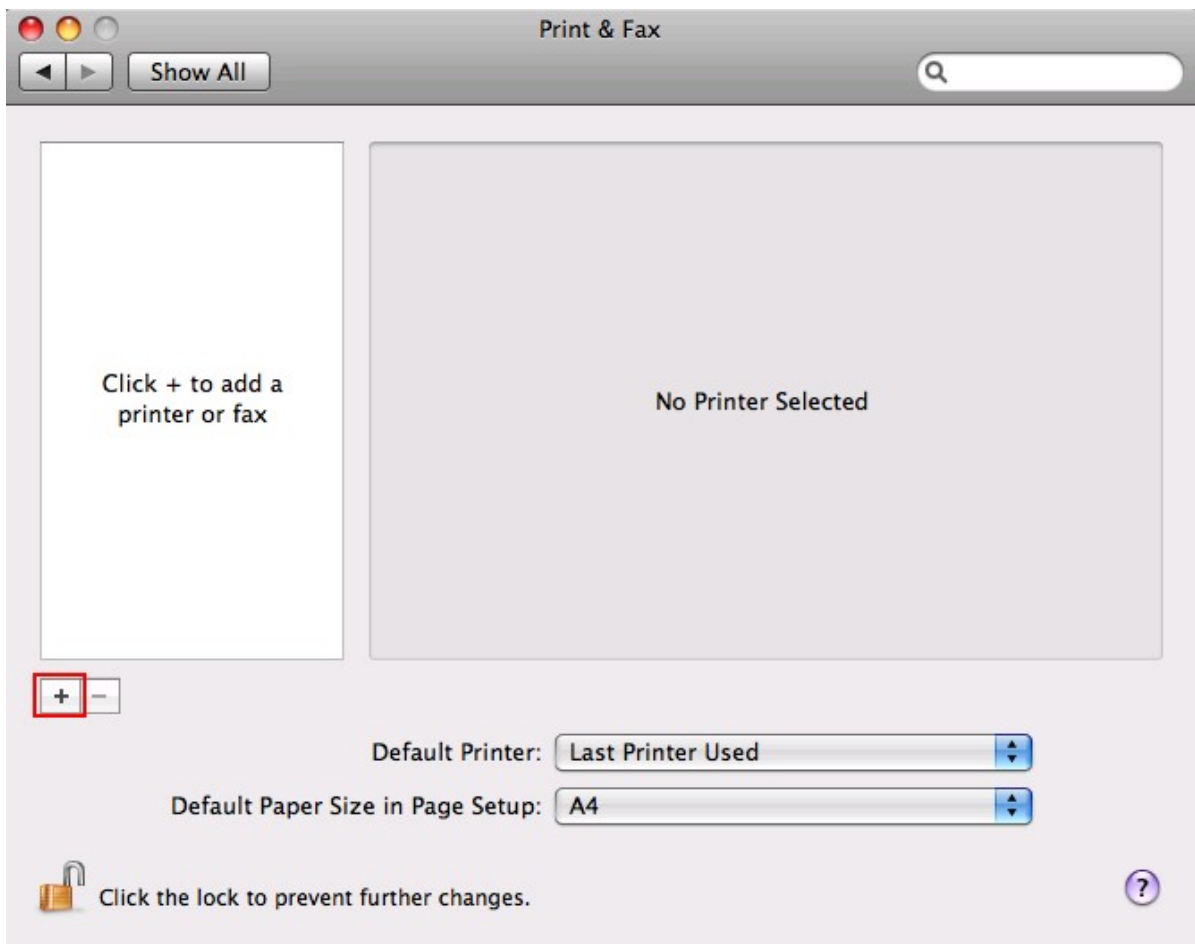 Print & Fax
Show All
Click + to add a
printer or fax
No Printer Selected
+ −
Default Printer: Last Printer Used
Default Paper Size in Page Setup: A4
Click the lock to prevent further changes.
?